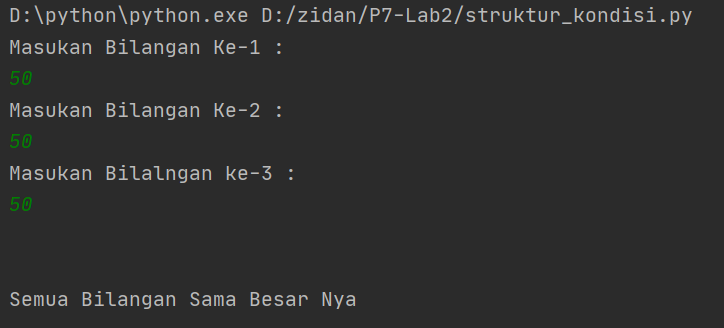 D:\python\python.exe D:/zidan/P7-Lab2/struktur_kondisi.py
Masukan Bilangan Ke-1 :
50
Masukan Bilangan Ke-2 :
50
Masukan Bilalngan ke-3 :
50
Semua Bilangan Sama Besar Nya